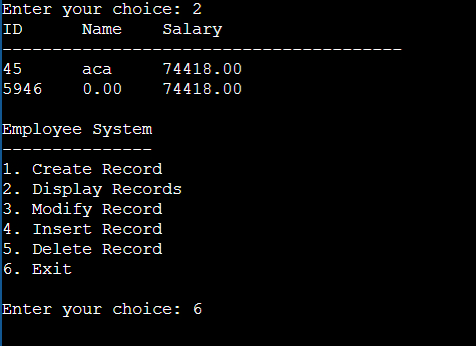 Enter your choice: 2
ID      Name    Salary
----------------------------------------
45      aca     74418.00
5946    0.00    74418.00
Employee System
---------------
1. Create Record
2. Display Records
3. Modify Record
4. Insert Record
5. Delete Record
6. Exit
Enter your choice: 6